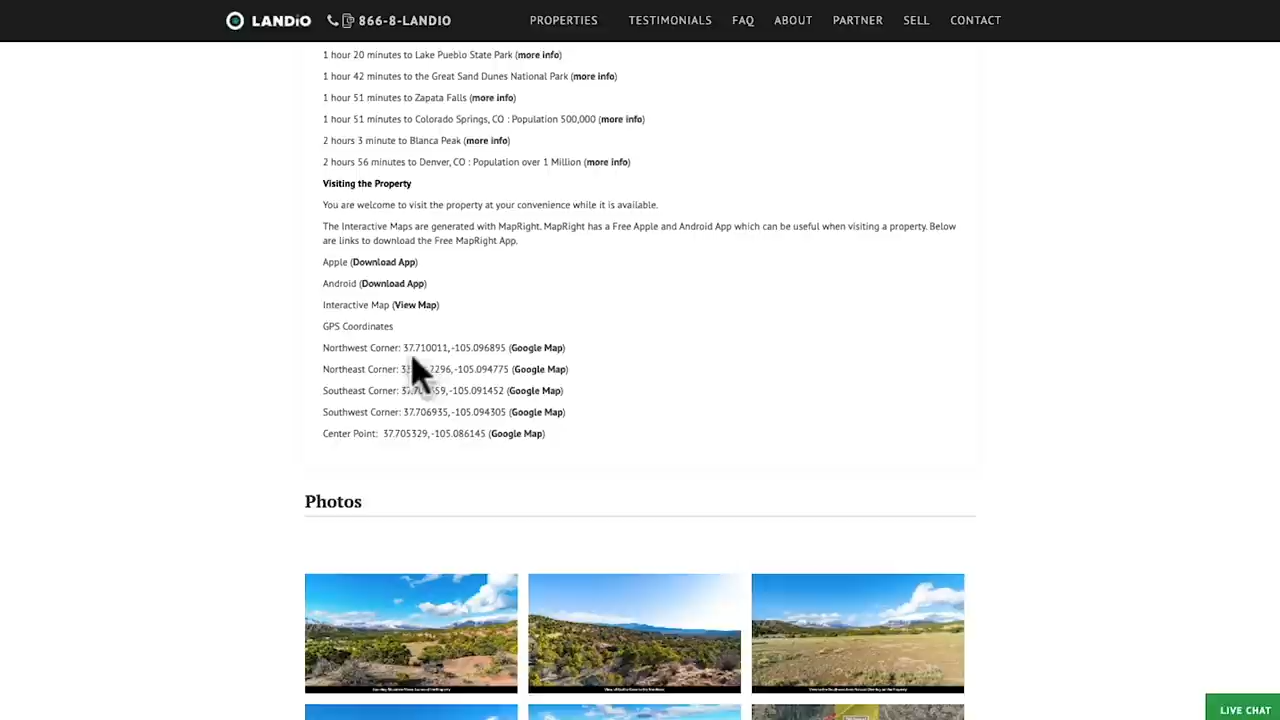 LANDiO 866-8-LANDIO PROPERTIES TESTIMONIALS FAQ ABOUT PARTNER SELL CONTACT
1 hour 20 minutes to Lake Pueblo State Park (more info)
1 hour 42 minutes to the Great Sand Dunes National Park (more info)
1 hour 51 minutes to Zapata Falls (more info)
1 hour 51 minutes to Colorado Springs, CO : Population 500,000 (more info)
2 hours 3 minute to Blanca Peak (more info)
2 hours 56 minutes to Denver, CO : Population over 1 Million (more info)
Visiting the Property
You are welcome to visit the property at your convenience while it is available.
The Interactive Maps are generated with MapRight. MapRight has a Free Apple and Android App which can be useful when visiting a property. Below
are links to download the Free MapRight App.
Apple (Download App)
Android (Download App)
Interactive Map (View Map)
GPS Coordinates
Northwest Corner: 37.710011, -105.096895 (Google Map)
Northeast Corner: -105.094775 (Google Map)
Southeast Corner: -105.091452 (Google Map)
Southwest Corner: 37.706935, -105.094305 (Google Map)
Center Point: 37.705329, -105.086145 (Google Map)
Photos
LIVE CHAT